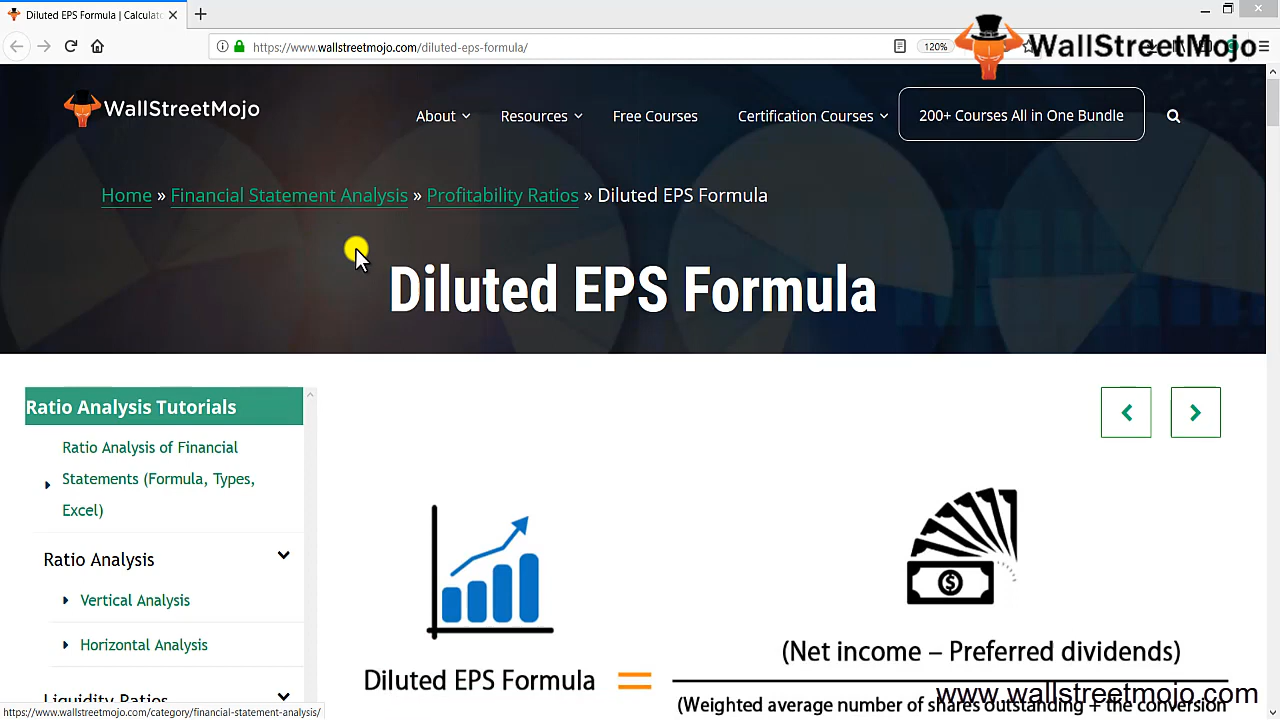 Diluted EPS Formula | Calculato
https://www.wallstreetmojo.com/diluted-eps-formula/
120%
WallStreetMojo
WallStreetMojo
About
Resources
Free Courses
Certification Courses
200+ Courses All in One Bundle
Home » Financial Statement Analysis » Profitability Ratios » Diluted EPS Formula
Diluted EPS Formula
Ratio Analysis Tutorials
Ratio Analysis of Financial
Statements (Formula, Types,
Excel)
Ratio Analysis
Vertical Analysis
Horizontal Analysis
Liquidity Ratios
$
(Net income – Preferred dividends)
Diluted EPS Formula =
(Weighted average number of shares outstanding + the conversion
www.wallstreetmojo.com
https://www.wallstreetmojo.com/category/financial-statement-analysis/